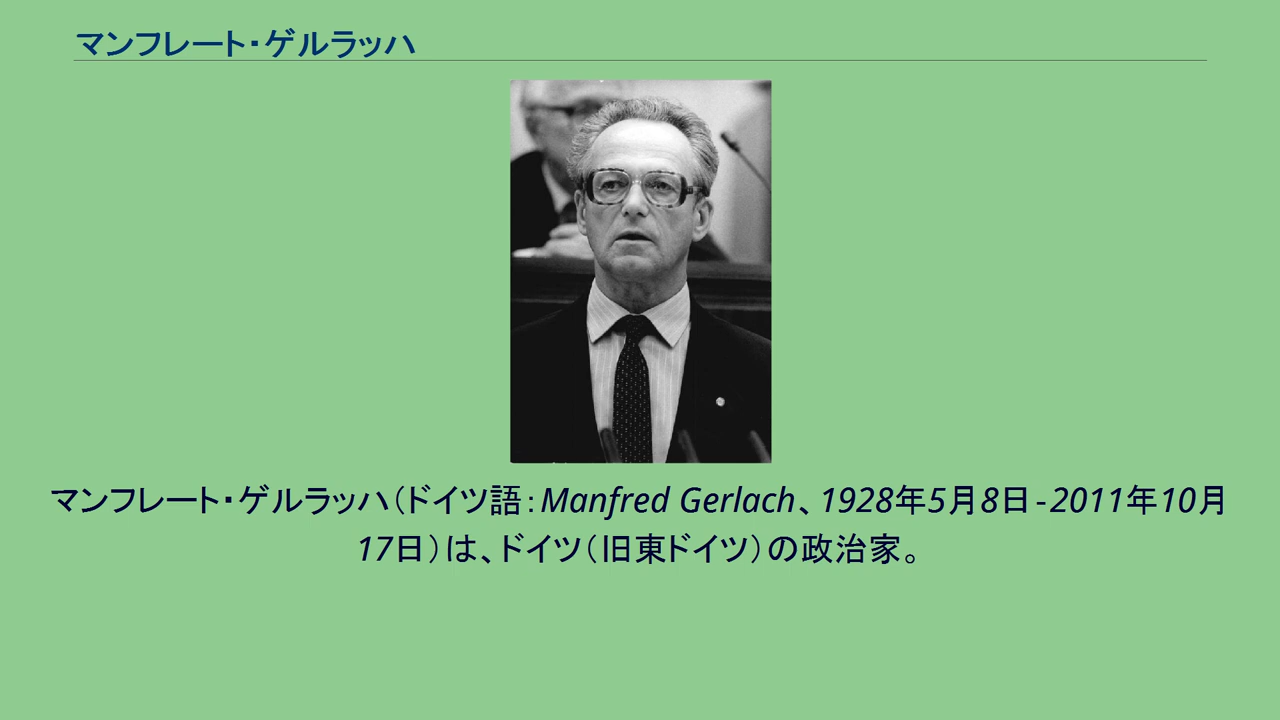 マンフレート・ゲルラッハ
マンフレート・ゲルラッハ（ドイツ語：Manfred Gerlach、1928年5月8日-2011年10月
17日）は、ドイツ（旧東ドイツ）の政治家。